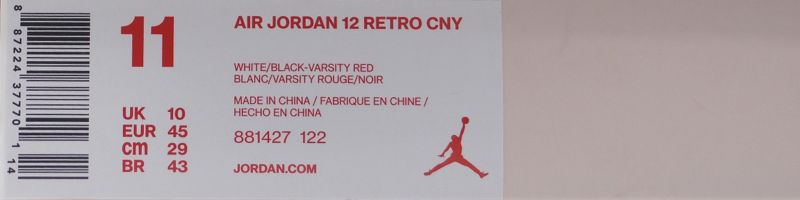 8 87224 37770 1 14
11
UK 10
EUR 45
cm 29
BR 43
AIR JORDAN 12 RETRO CNY
WHITE/BLACK-VARSITY RED
BLANC/VARSITY ROUGE/NOIR
MADE IN CHINA / FABRIQUE EN CHINE /
HECHO EN CHINA
881427 122
JORDAN.COM